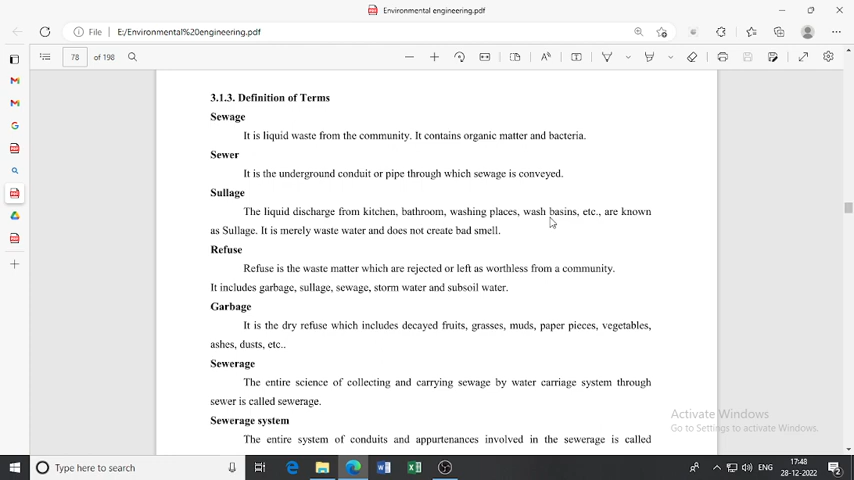 Environmental engineering.pdf
File
E:/Environmental%20engineering.pdf
78 of 198
3.1.3. Definition of Terms
Sewage
It is liquid waste from the community. It contains organic matter and bacteria.
Sewer
It is the underground conduit or pipe through which sewage is conveyed.
Sullage
The liquid discharge from kitchen, bathroom, washing places, wash basins, etc., are known
as Sullage. It is merely waste water and does not create bad smell.
Refuse
Refuse is the waste matter which are rejected or left as worthless from a community.
It includes garbage, sullage, sewage, storm water and subsoil water.
Garbage
It is the dry refuse which includes decayed fruits, grasses, muds, paper pieces, vegetables,
ashes, dusts, etc..
Sewerage
The entire science of collecting and carrying sewage by water carriage system through
sewer is called sewerage.
Sewerage system
The entire system of conduits and appurtenances involved in the sewerage is called
Activate Windows
Go to Settings to activate Windows.
Type here to search
ENG
17:48
28-12-2022
2